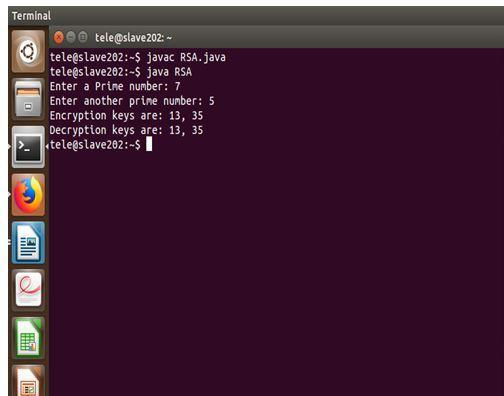 Terminal
tele@slave202: ~
tele@slave202:~$ javac RSA.java
tele@slave202:~$ java RSA
Enter a Prime number: 7
Enter another prime number: 5
Encryption keys are: 13, 35
Decryption keys are: 13, 35
tele@slave202:~$